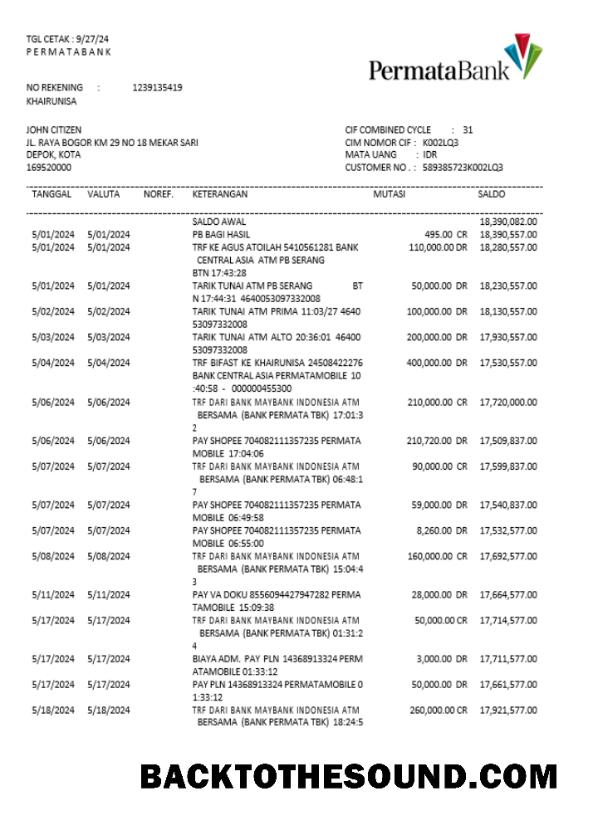 TGL CETAK : 9/27/24
P E R M A T A B A N K
PermataBank
NO REKENING : 1239135419
KHAIRUNISA
JOHN CITIZEN
JL. RAYA BOGOR KM 29 NO 18 MEKAR SARI
DEPOK, KOTA
169520000
CIF COMBINED CYCLE : 31
CIM NOMOR CIF : K002LQ3
MATA UANG : IDR
CUSTOMER NO . : 589385723K002LQ3
TANGGAL VALUTA NOREF. KETERANGAN MUTASI SALDO
SALDO AWAL 18,390,082.00
5/01/2024 5/01/2024 PB BAGI HASIL 495.00 CR 18,390,557.00
5/01/2024 5/01/2024 TRF KE AGUS ATOILAH 5410561281 BANK 110,000.00 DR 18,280,557.00
CENTRAL ASIA ATM PB SERANG
BTN 17:43:28
5/01/2024 5/01/2024 TARIK TUNAI ATM PB SERANG BT 50,000.00 DR 18,230,557.00
N 17:44:31 4640053097332008
5/02/2024 5/02/2024 TARIK TUNAI ATM PRIMA 11:03/27 4640 100,000.00 DR 18,130,557.00
53097332008
5/03/2024 5/03/2024 TARIK TUNAI ATM ALTO 20:36:01 46400 200,000.00 DR 17,930,557.00
53097332008
5/04/2024 5/04/2024 TRF BIFAST KE KHAIRUNISA 24508422276 400,000.00 DR 17,530,557.00
BANK CENTRAL ASIA PERMATAMOBILE 10
:40:58 - 000000455300
5/06/2024 5/06/2024 TRF DARI BANK MAYBANK INDONESIA ATM 210,000.00 CR 17,720,000.00
BERSAMA (BANK PERMATA TBK) 17:01:3
2
5/06/2024 5/06/2024 PAY SHOPEE 704082111357235 PERMATA 210,720.00 DR 17,509,837.00
MOBILE 17:04:06
5/07/2024 5/07/2024 TRF DARI BANK MAYBANK INDONESIA ATM 90,000.00 CR 17,599,837.00
BERSAMA (BANK PERMATA TBK) 06:48:1
7
5/07/2024 5/07/2024 PAY SHOPEE 704082111357235 PERMATA 59,000.00 DR 17,540,837.00
MOBILE 06:49:58
5/07/2024 5/07/2024 PAY SHOPEE 704082111357235 PERMATA 8,260.00 DR 17,532,577.00
MOBILE 06:55:00
5/08/2024 5/08/2024 TRF DARI BANK MAYBANK INDONESIA ATM 160,000.00 CR 17,692,577.00
BERSAMA (BANK PERMATA TBK) 15:04:4
3
5/11/2024 5/11/2024 PAY VA DOKU 8556094427947282 PERMA 28,000.00 DR 17,664,577.00
TAMOBILE 15:09:38
5/17/2024 5/17/2024 TRF DARI BANK MAYBANK INDONESIA ATM 50,000.00 CR 17,714,577.00
BERSAMA (BANK PERMATA TBK) 01:31:2
4
5/17/2024 5/17/2024 BIAYA ADM. PAY PLN 14368913324 PERM 3,000.00 DR 17,711,577.00
ATAMOBILE 01:33:12
5/17/2024 5/17/2024 PAY PLN 14368913324 PERMATAMOBILE 0 50,000.00 DR 17,661,577.00
1:33:12
5/18/2024 5/18/2024 TRF DARI BANK MAYBANK INDONESIA ATM 260,000.00 CR 17,921,577.00
BERSAMA (BANK PERMATA TBK) 18:24:5
BACKTOTHESOUND.COM